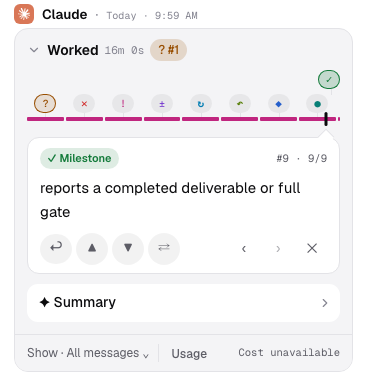 Claude · Today · 9:59 AM
Worked 16m 0s ? #1
✓
? × ! ± ↻ ↶ ◆ ●
✓ Milestone #9 · 9/9
reports a completed deliverable or full
gate
↩ ▲ ▼ ⇄ ‹ › ×
✦ Summary ›
Show · All messages ⌄ Usage Cost unavailable